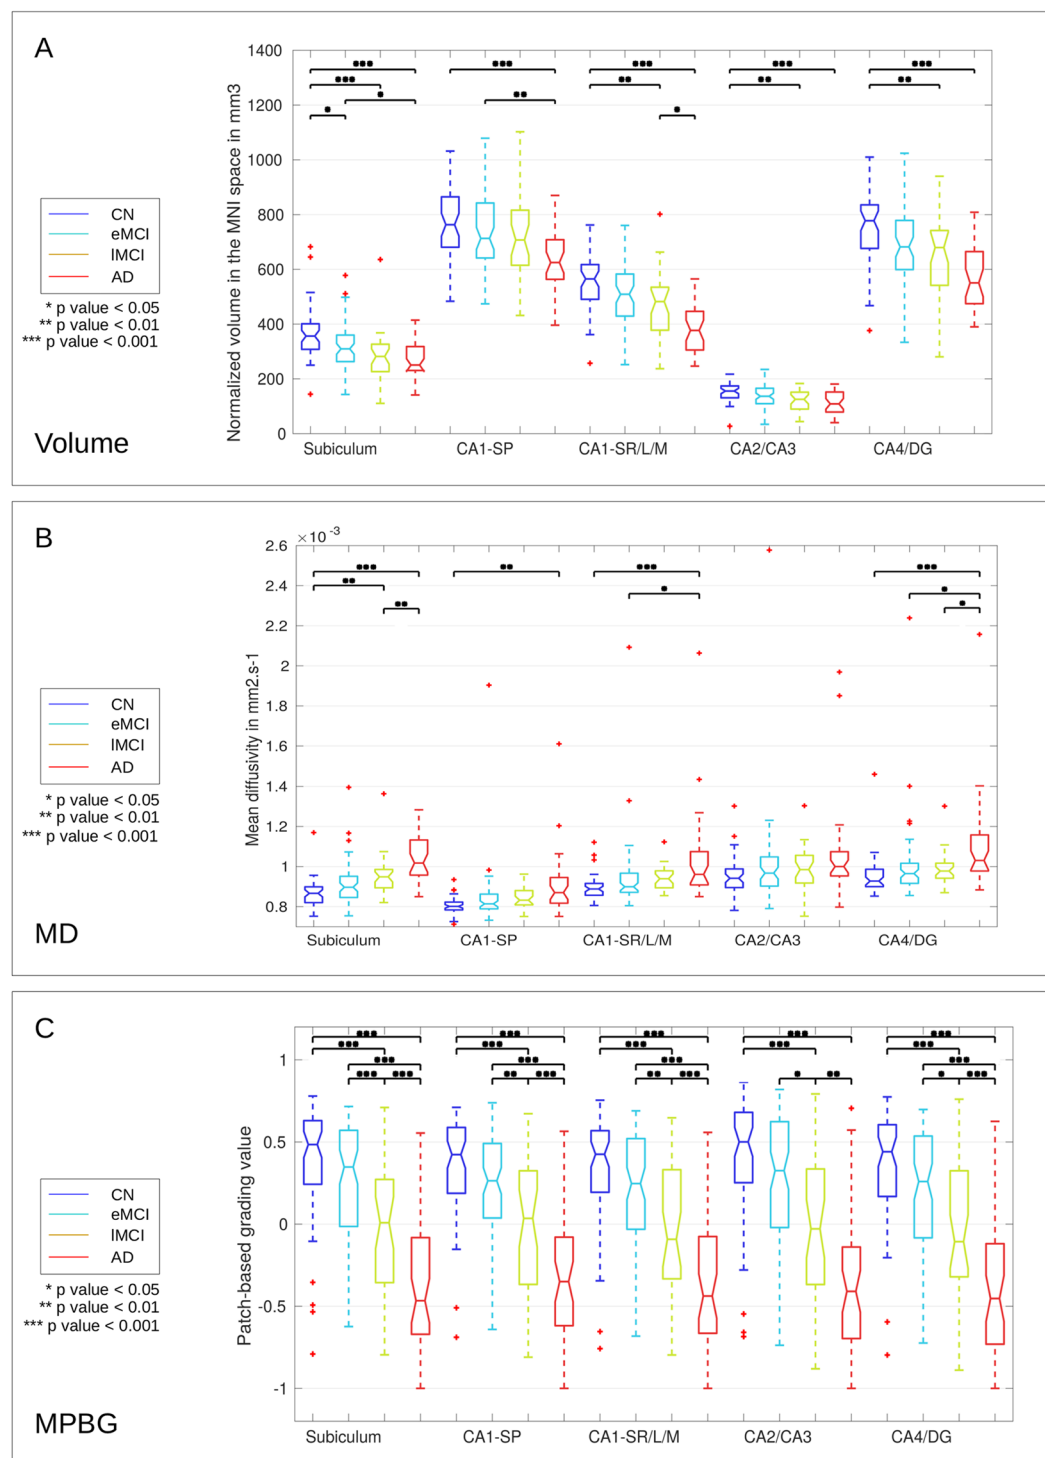 A
Normalized volume in the MNI space in mm3
1400
1200
1000
800
600
400
200
0
*** *** *** *** ***
*** ** ** **
* ** 
* *
CN
eMCI
lMCI
AD
* p value < 0.05
** p value < 0.01
*** p value < 0.001
Volume
Subiculum CA1-SP CA1-SR/L/M CA2/CA3 CA4/DG
B
×10 -3
Mean diffusivity in mm2.s-1
2.6
2.4
2.2
2
1.8
1.6
1.4
1.2
1
0.8
*** ** *** ***
** * *
** *
CN
eMCI
lMCI
AD
* p value < 0.05
** p value < 0.01
*** p value < 0.001
MD
Subiculum CA1-SP CA1-SR/L/M CA2/CA3 CA4/DG
C
Patch-based grading value
1
0.5
0
-0.5
-1
*** *** *** *** ***
*** *** *** *** ***
*** *** *** ***
*** *** ** *** ** *** * ** * ***
CN
eMCI
lMCI
AD
* p value < 0.05
** p value < 0.01
*** p value < 0.001
MPBG
Subiculum CA1-SP CA1-SR/L/M CA2/CA3 CA4/DG